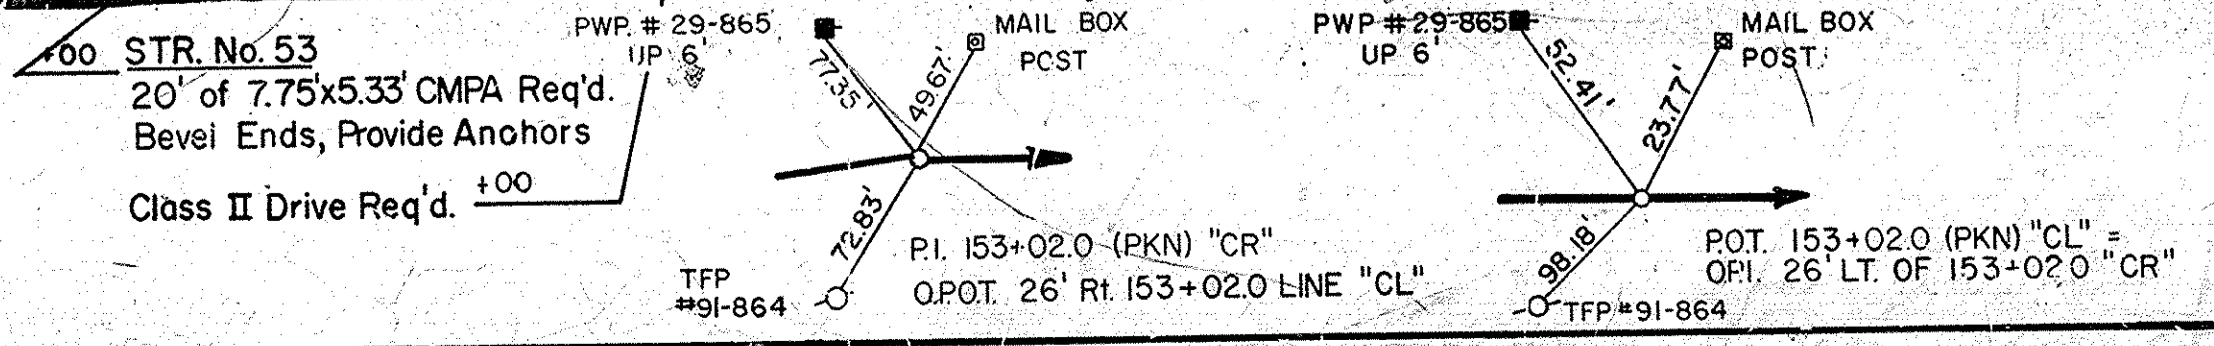 +00 STR. No. 53
20' of 7.75'x5.33' CMPA Req'd.
Bevel Ends, Provide Anchors
Class II Drive Req'd. +00
PWP. # 29-865
UP 6'
77.35'
49.67'
MAIL BOX
POST
72.83'
TFP
#91-864
P.I. 153+02.0 (PKN) "CR"
O.P.O.T. 26' Rt. 153+02.0 LINE "CL"
PWP # 29-865
UP 6'
52.41'
23.77'
MAIL BOX
POST
98.18'
TFP #91-864
P.O.T. 153+02.0 (PKN) "CL" =
O.P.I. 26' LT. OF 153+02.0 "CR"